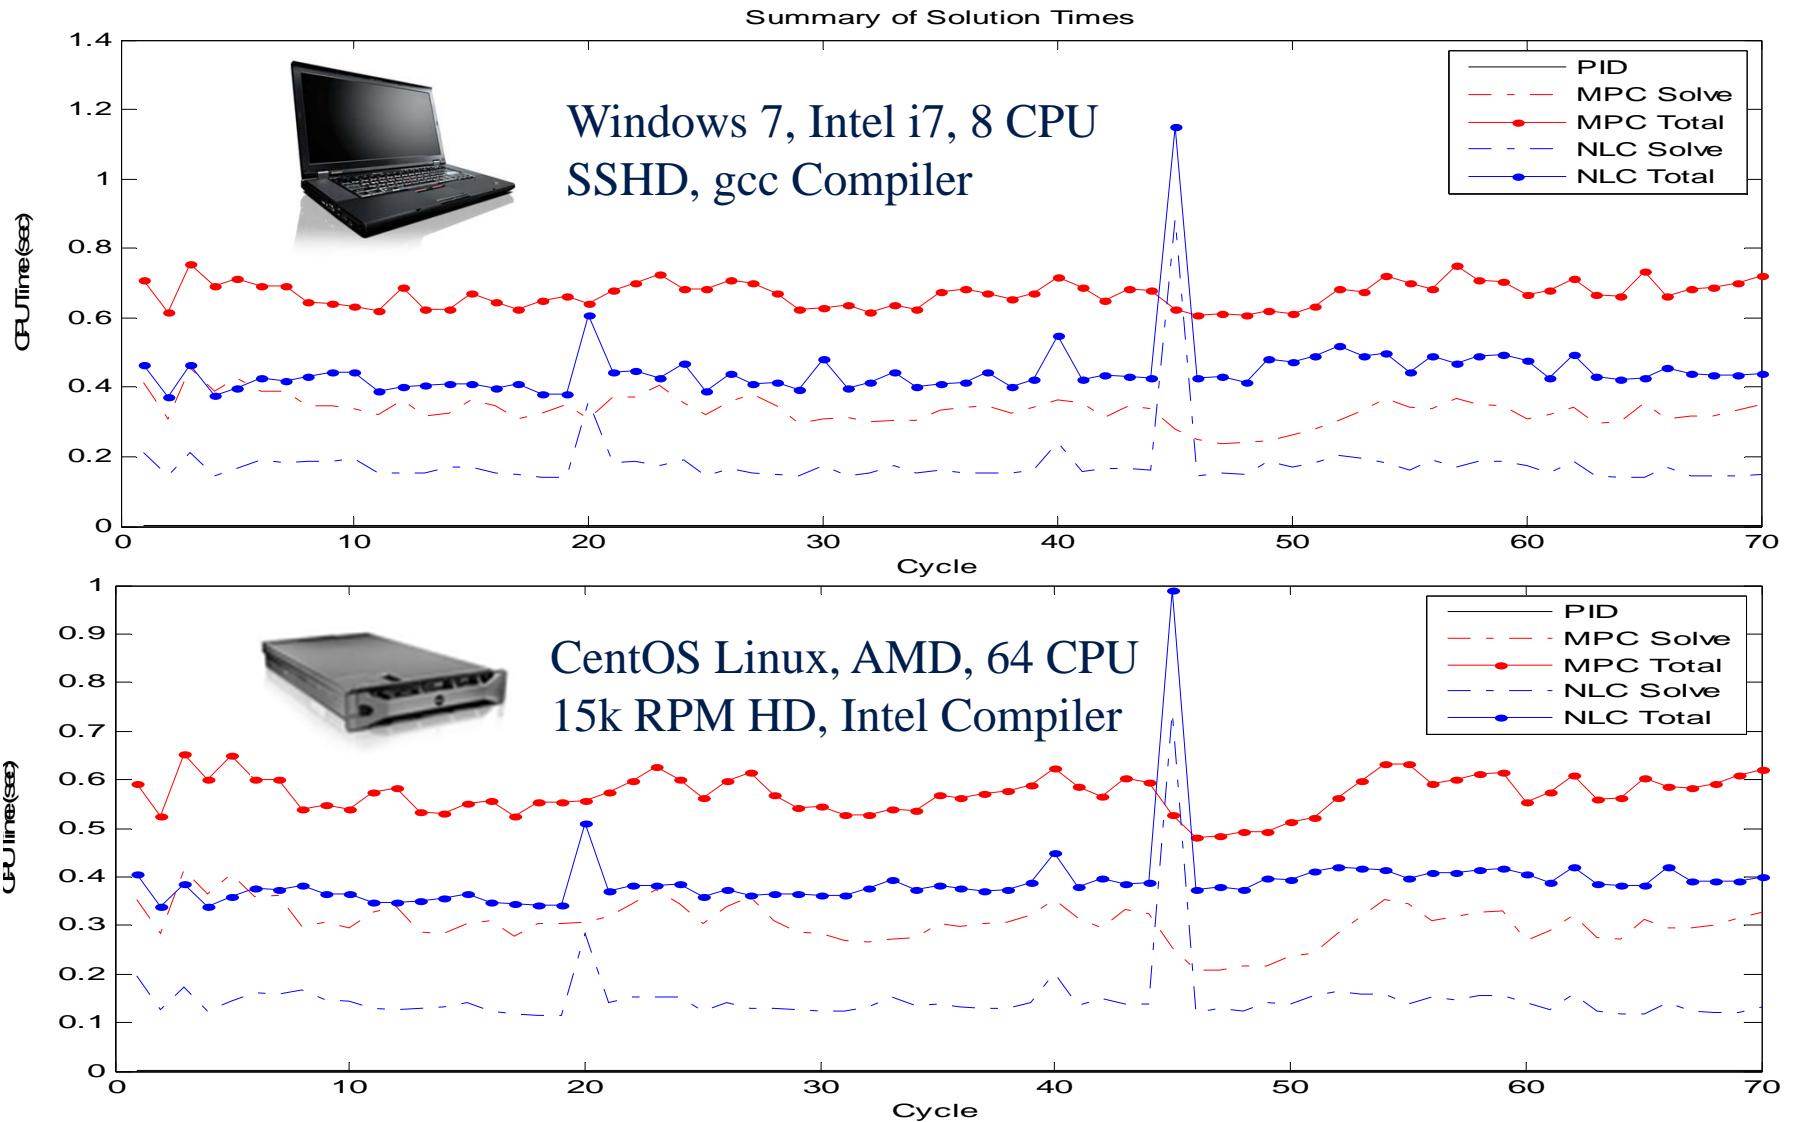 Summary of Solution Times
1.4
1.2
1
0.8
0.6
0.4
0.2
0
CPU Time (sec)
Windows 7, Intel i7, 8 CPU
SSHD, gcc Compiler
PID
MPC Solve
MPC Total
NLC Solve
NLC Total
0 10 20 30 40 50 60 70
Cycle
1
0.9
0.8
0.7
0.6
0.5
0.4
0.3
0.2
0.1
0
CPU Time (sec)
CentOS Linux, AMD, 64 CPU
15k RPM HD, Intel Compiler
PID
MPC Solve
MPC Total
NLC Solve
NLC Total
0 10 20 30 40 50 60 70
Cycle